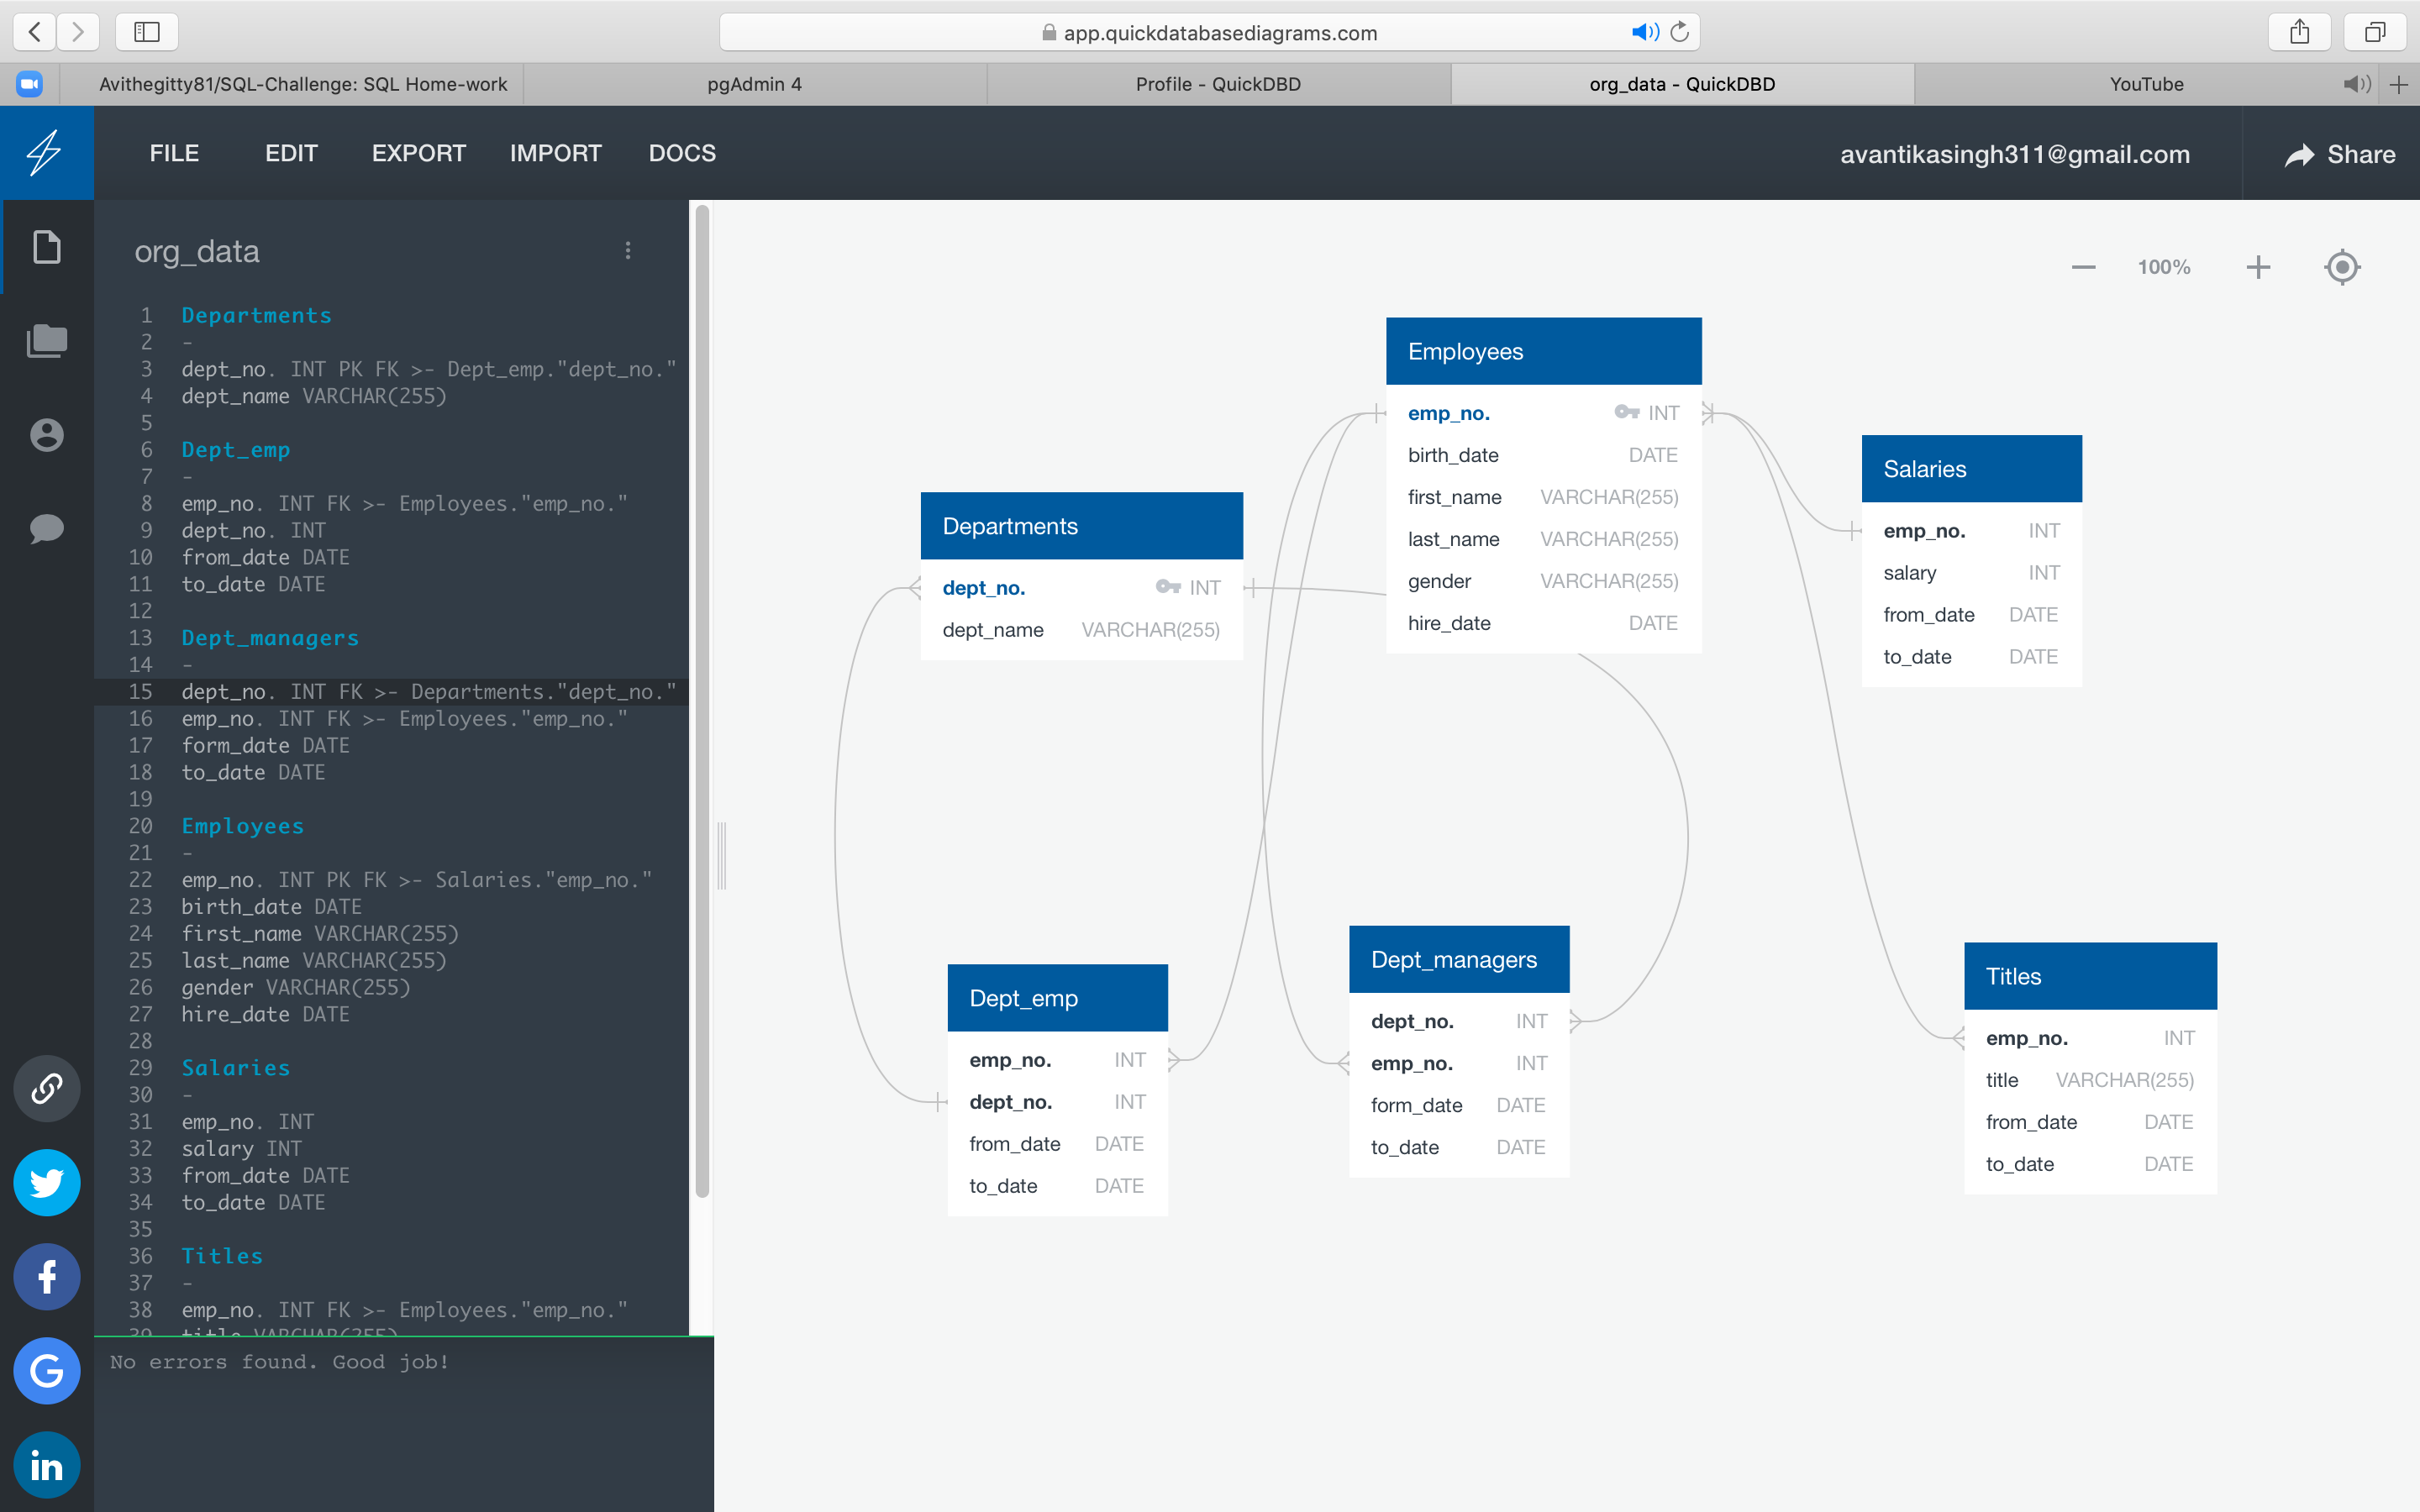 app.quickdatabasediagrams.com
Avithegitty81/SQL-Challenge: SQL Home-work
pgAdmin 4
Profile - QuickDBD
org_data - QuickDBD
YouTube
FILE EDIT EXPORT IMPORT DOCS
avantikasingh311@gmail.com
Share
org_data
1 Departments
2 -
3 dept_no. INT PK FK >- Dept_emp."dept_no."
4 dept_name VARCHAR(255)
5
6 Dept_emp
7 -
8 emp_no. INT FK >- Employees."emp_no."
9 dept_no. INT
10 from_date DATE
11 to_date DATE
12
13 Dept_managers
14 -
15 dept_no. INT FK >- Departments."dept_no."
16 emp_no. INT FK >- Employees."emp_no."
17 form_date DATE
18 to_date DATE
19
20 Employees
21 -
22 emp_no. INT PK FK >- Salaries."emp_no."
23 birth_date DATE
24 first_name VARCHAR(255)
25 last_name VARCHAR(255)
26 gender VARCHAR(255)
27 hire_date DATE
28
29 Salaries
30 -
31 emp_no. INT
32 salary INT
33 from_date DATE
34 to_date DATE
35
36 Titles
37 -
38 emp_no. INT FK >- Employees."emp_no."
39 title VARCHAR(255)
No errors found. Good job!
100%
Employees
emp_no. INT
birth_date DATE
first_name VARCHAR(255)
last_name VARCHAR(255)
gender VARCHAR(255)
hire_date DATE
Salaries
emp_no. INT
salary INT
from_date DATE
to_date DATE
Departments
dept_no. INT
dept_name VARCHAR(255)
Dept_emp
emp_no. INT
dept_no. INT
from_date DATE
to_date DATE
Dept_managers
dept_no. INT
emp_no. INT
form_date DATE
to_date DATE
Titles
emp_no. INT
title VARCHAR(255)
from_date DATE
to_date DATE